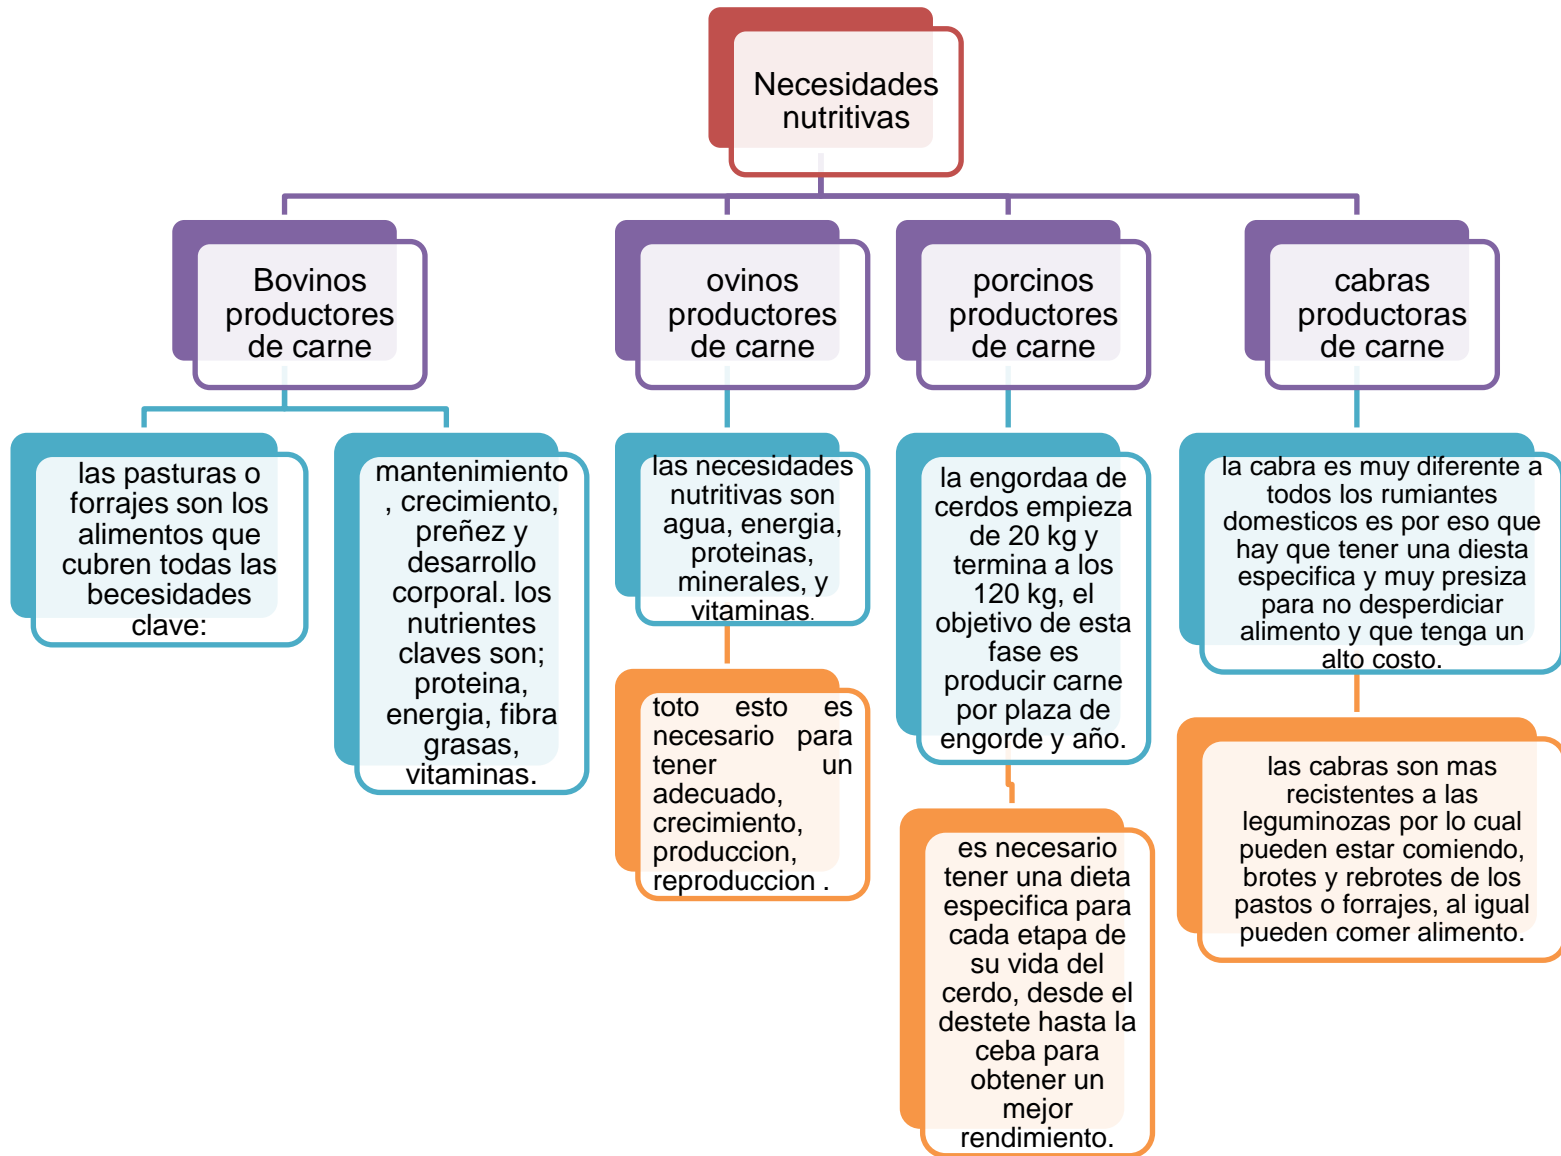 Necesidades
nutritivas
Bovinos
productores
de carne
ovinos
productores
de carne
porcinos
productores
de carne
cabras
productoras
de carne
las pasturas o
forrajes son los
alimentos que
cubren todas las
becesidades
clave:
mantenimiento
, crecimiento,
preñez y
desarrollo
corporal. los
nutrientes
claves son;
proteina,
energia, fibra
grasas,
vitaminas.
las necesidades
nutritivas son
agua, energia,
proteinas,
minerales, y
vitaminas.
toto esto es
necesario para
tener un
adecuado,
crecimiento,
produccion,
reproduccion .
la engordaa de
cerdos empieza
de 20 kg y
termina a los
120 kg, el
objetivo de esta
fase es
producir carne
por plaza de
engorde y año.
es necesario
tener una dieta
especifica para
cada etapa de
su vida del
cerdo, desde el
destete hasta la
ceba para
obtener un
mejor
rendimiento.
la cabra es muy diferente a
todos los rumiantes
domesticos es por eso que
hay que tener una diesta
especifica y muy presiza
para no desperdiciar
alimento y que tenga un
alto costo.
las cabras son mas
recistentes a las
leguminozas por lo cual
pueden estar comiendo,
brotes y rebrotes de los
pastos o forrajes, al igual
pueden comer alimento.